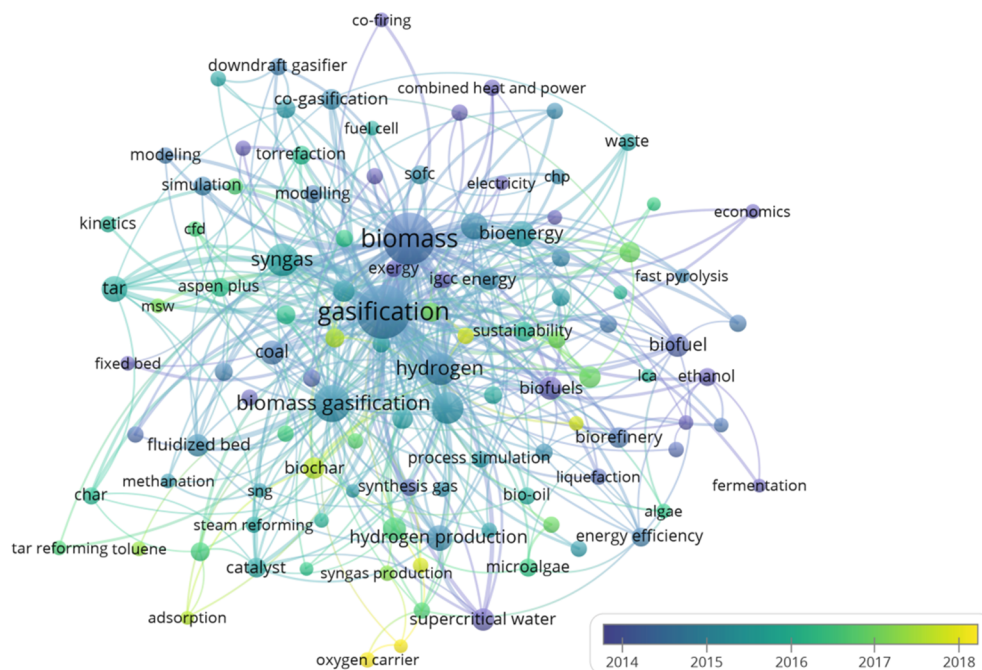 co-firing
downdraft gasifier
combined heat and power
co-gasification
fuel cell
waste
modeling
torrefaction
sofc
chp
simulation
modelling
electricity
economics
kinetics
cfd
biomass
bioenergy
syngas
exergy
igcc energy
fast pyrolysis
tar
aspen plus
msw
gasification
sustainability
coal
biofuel
fixed bed
hydrogen
lca
ethanol
biofuels
biomass gasification
fluidized bed
biorefinery
process simulation
biochar
methanation
liquefaction
fermentation
char
sng
synthesis gas
bio-oil
algae
steam reforming
hydrogen production
energy efficiency
tar reforming toluene
catalyst
syngas production
microalgae
adsorption
supercritical water
oxygen carrier
2014 2015 2016 2017 2018